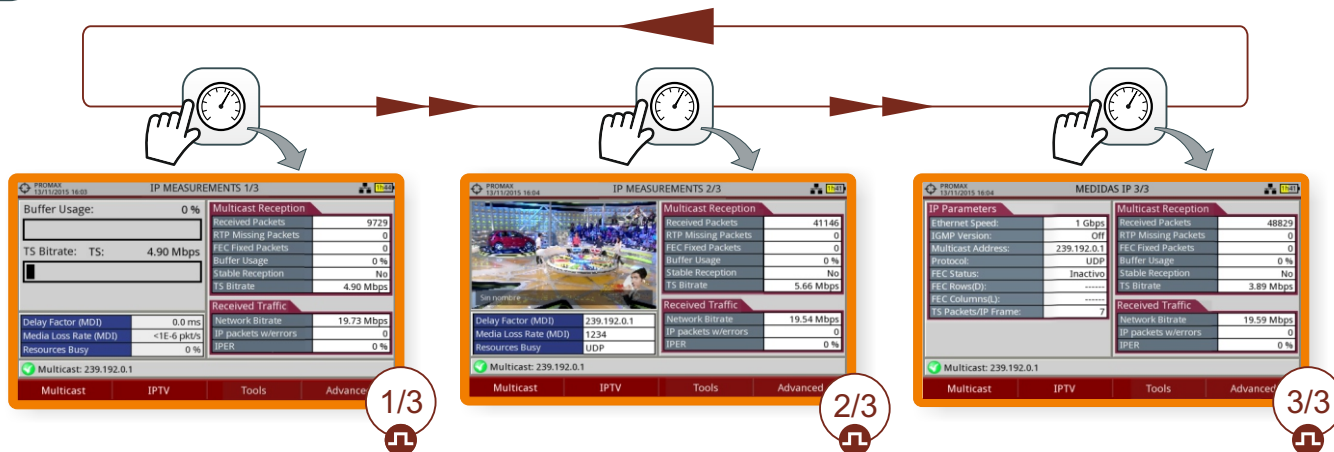 PROMAX
13/11/2015 16:03
IP MEASUREMENTS 1/3
Buffer Usage: 0 %
TS Bitrate: TS: 4.90 Mbps
Delay Factor (MDI) 0.0 ms
Media Loss Rate (MDI) <1E-6 pkt/s
Resources Busy 0 %
Multicast Reception
Received Packets 9729
RTP Missing Packets 0
FEC Fixed Packets 0
Buffer Usage 0 %
Stable Reception No
TS Bitrate 4.90 Mbps
Received Traffic
Network Bitrate 19.73 Mbps
IP packets w/errors 0
IPER 0 %
Multicast: 239.192.0.1
Multicast IPTV Tools Advanced
1/3
PROMAX
13/11/2015 16:04
IP MEASUREMENTS 2/3
Sin nombre
Delay Factor (MDI) 239.192.0.1
Media Loss Rate (MDI) 1234
Resources Busy UDP
Multicast Reception
Received Packets 41146
RTP Missing Packets 0
FEC Fixed Packets 0
Buffer Usage 0 %
Stable Reception No
TS Bitrate 5.66 Mbps
Received Traffic
Network Bitrate 19.54 Mbps
IP packets w/errors 0
IPER 0 %
Multicast: 239.192.0.1
Multicast IPTV Tools Advanced
2/3
PROMAX
13/11/2015 16:04
MEDIDAS IP 3/3
IP Parameters
Ethernet Speed: 1 Gbps
IGMP Version: Off
Multicast Address: 239.192.0.1
Protocol: UDP
FEC Status: Inactivo
FEC Rows(D): ------
FEC Columns(L): ------
TS Packets/IP Frame: 7
Multicast Reception
Received Packets 48829
RTP Missing Packets 0
FEC Fixed Packets 0
Buffer Usage 0 %
Stable Reception No
TS Bitrate 3.89 Mbps
Received Traffic
Network Bitrate 19.59 Mbps
IP packets w/errors 0
IPER 0 %
Multicast: 239.192.0.1
Multicast IPTV Tools Advanced
3/3